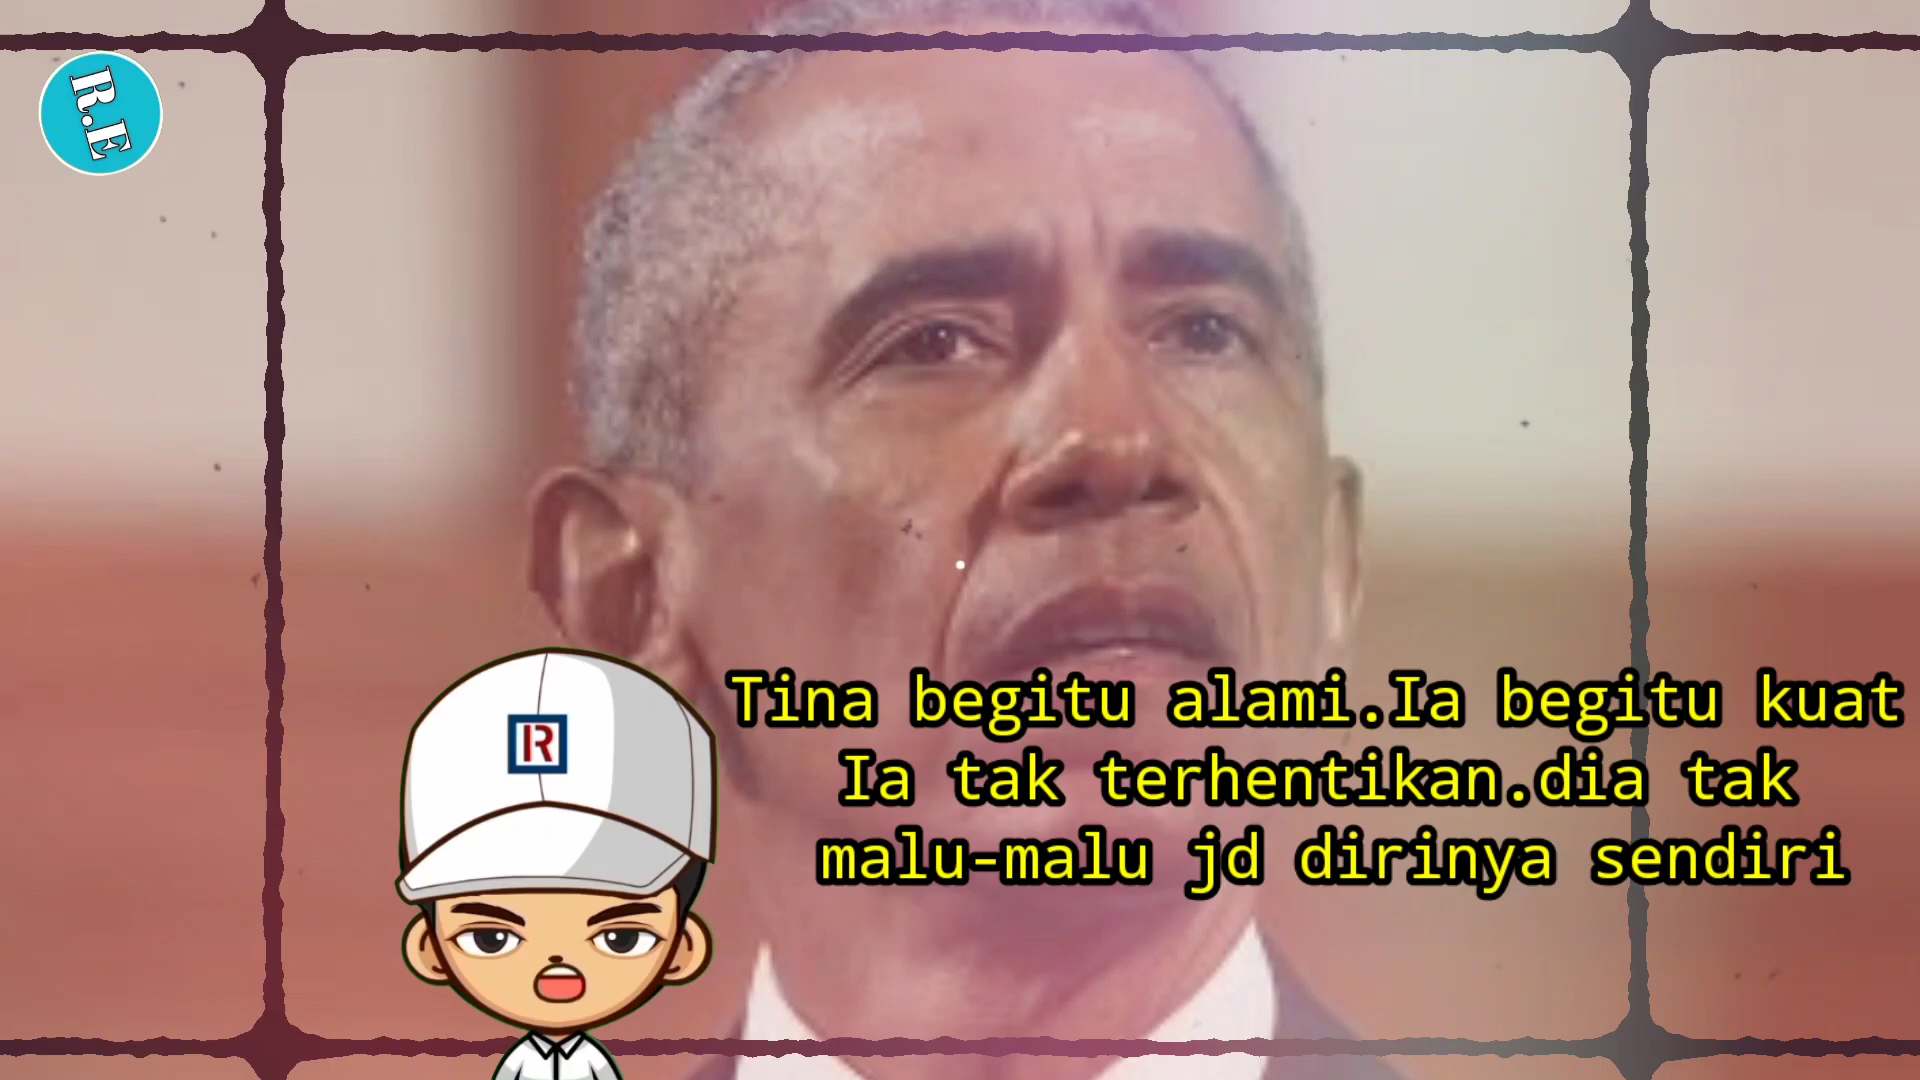 R.E
Tina begitu alami.Ia begitu kuat
Ia tak terhentikan.dia tak
malu-malu jd dirinya sendiri
R